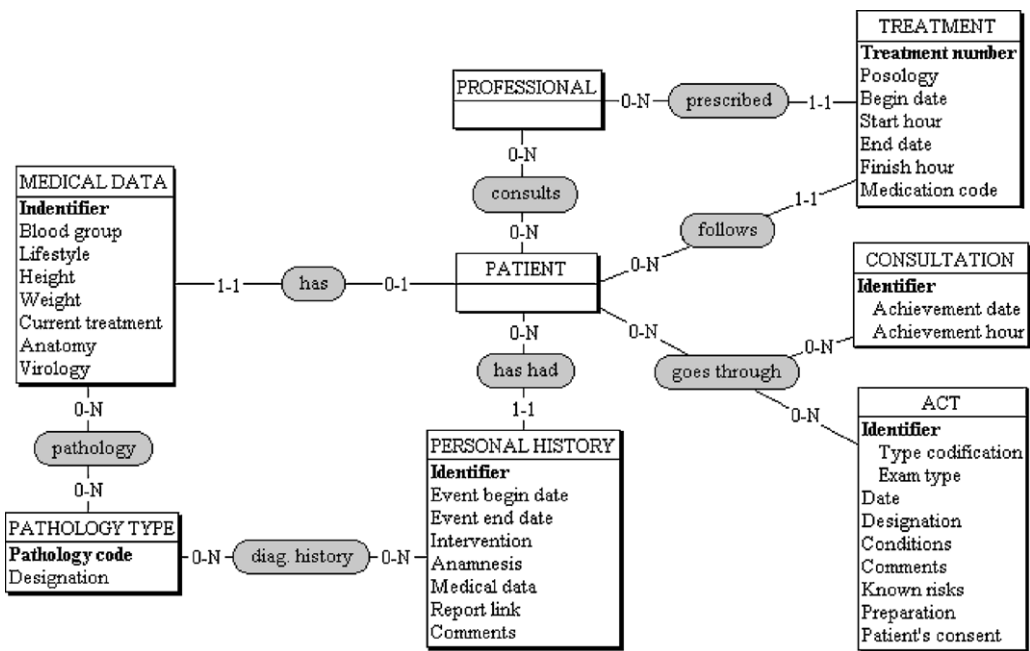 TREATMENT
Treatment number
Posology
Begin date
Start hour
End date
Finish hour
Medication code
PROFESSIONAL
0-N
prescribed
1-1
0-N
consults
0-N
MEDICAL DATA
Indentifier
Blood group
Lifestyle
Height
Weight
Current treatment
Anatomy
Virology
1-1
has
0-1
PATIENT
1-1
follows
0-N
CONSULTATION
Identifier
Achievement date
Achievement hour
0-N
0-N
goes through
0-N
0-N
has had
1-1
ACT
Identifier
Type codification
Exam type
Date
Designation
Conditions
Comments
Known risks
Preparation
Patient's consent
0-N
pathology
0-N
PATHOLOGY TYPE
Pathology code
Designation
0-N
diag. history
0-N
PERSONAL HISTORY
Identifier
Event begin date
Event end date
Intervention
Anamnesis
Medical data
Report link
Comments